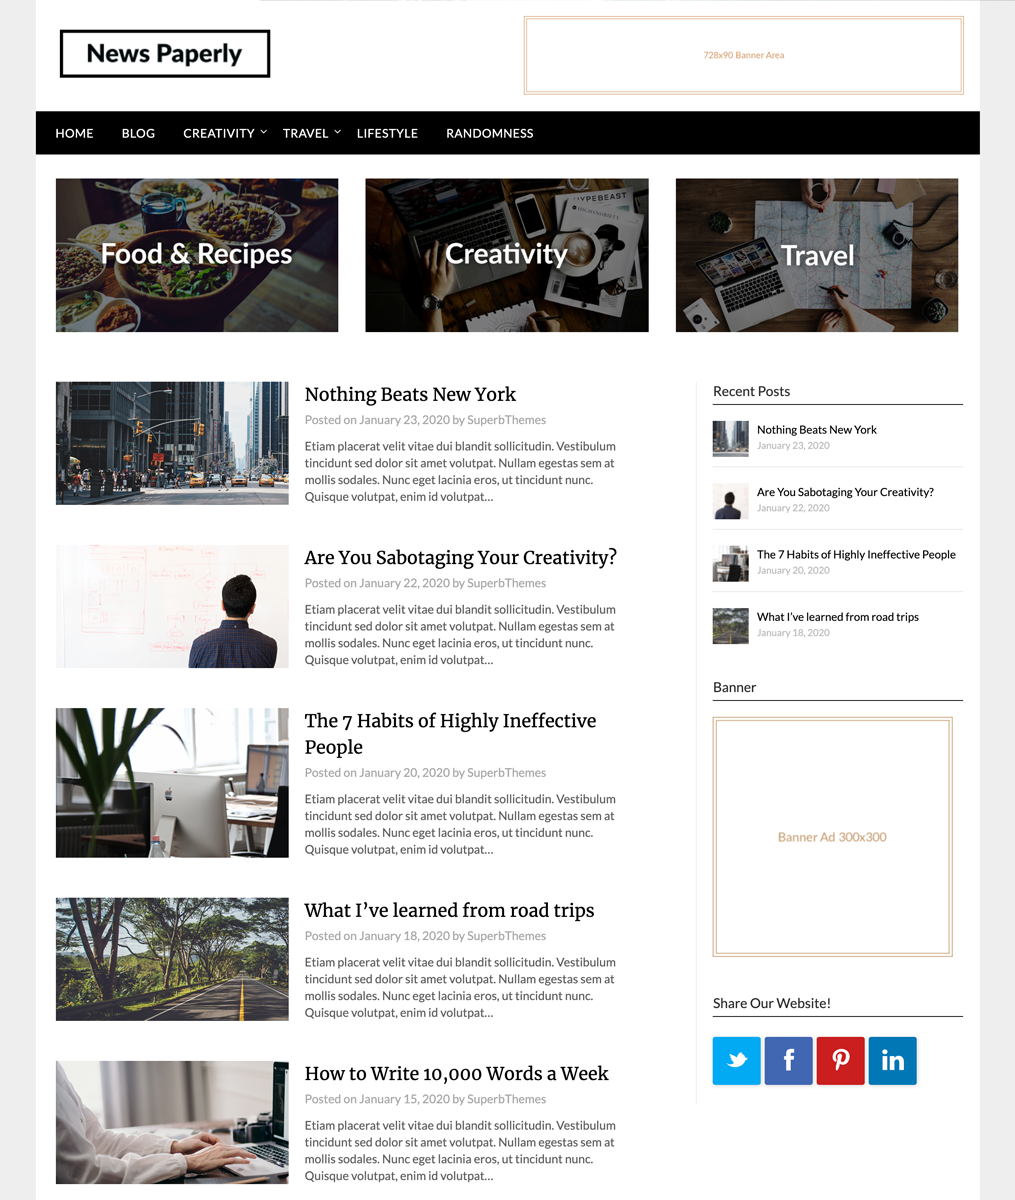 News Paperly
728x90 Banner Area
HOME BLOG CREATIVITY TRAVEL LIFESTYLE RANDOMNESS
Food & Recipes
HYPEBEAST
Creativity
Travel
Nothing Beats New York
Posted on January 23, 2020 by SuperbThemes
Etiam placerat velit vitae dui blandit sollicitudin. Vestibulum
tincidunt sed dolor sit amet volutpat. Nullam egestas sem at
mollis sodales. Nunc eget lacinia eros, ut tincidunt nunc.
Quisque volutpat, enim id volutpat...
Are You Sabotaging Your Creativity?
Posted on January 22, 2020 by SuperbThemes
Etiam placerat velit vitae dui blandit sollicitudin. Vestibulum
tincidunt sed dolor sit amet volutpat. Nullam egestas sem at
mollis sodales. Nunc eget lacinia eros, ut tincidunt nunc.
Quisque volutpat, enim id volutpat...
The 7 Habits of Highly Ineffective
People
Posted on January 20, 2020 by SuperbThemes
Etiam placerat velit vitae dui blandit sollicitudin. Vestibulum
tincidunt sed dolor sit amet volutpat. Nullam egestas sem at
mollis sodales. Nunc eget lacinia eros, ut tincidunt nunc.
Quisque volutpat, enim id volutpat...
What I’ve learned from road trips
Posted on January 18, 2020 by SuperbThemes
Etiam placerat velit vitae dui blandit sollicitudin. Vestibulum
tincidunt sed dolor sit amet volutpat. Nullam egestas sem at
mollis sodales. Nunc eget lacinia eros, ut tincidunt nunc.
Quisque volutpat, enim id volutpat...
How to Write 10,000 Words a Week
Posted on January 15, 2020 by SuperbThemes
Etiam placerat velit vitae dui blandit sollicitudin. Vestibulum
tincidunt sed dolor sit amet volutpat. Nullam egestas sem at
mollis sodales. Nunc eget lacinia eros, ut tincidunt nunc.
Quisque volutpat, enim id volutpat...
Recent Posts
Nothing Beats New York
January 23, 2020
Are You Sabotaging Your Creativity?
January 22, 2020
The 7 Habits of Highly Ineffective People
January 20, 2020
What I’ve learned from road trips
January 18, 2020
Banner
Banner Ad 300x300
Share Our Website!